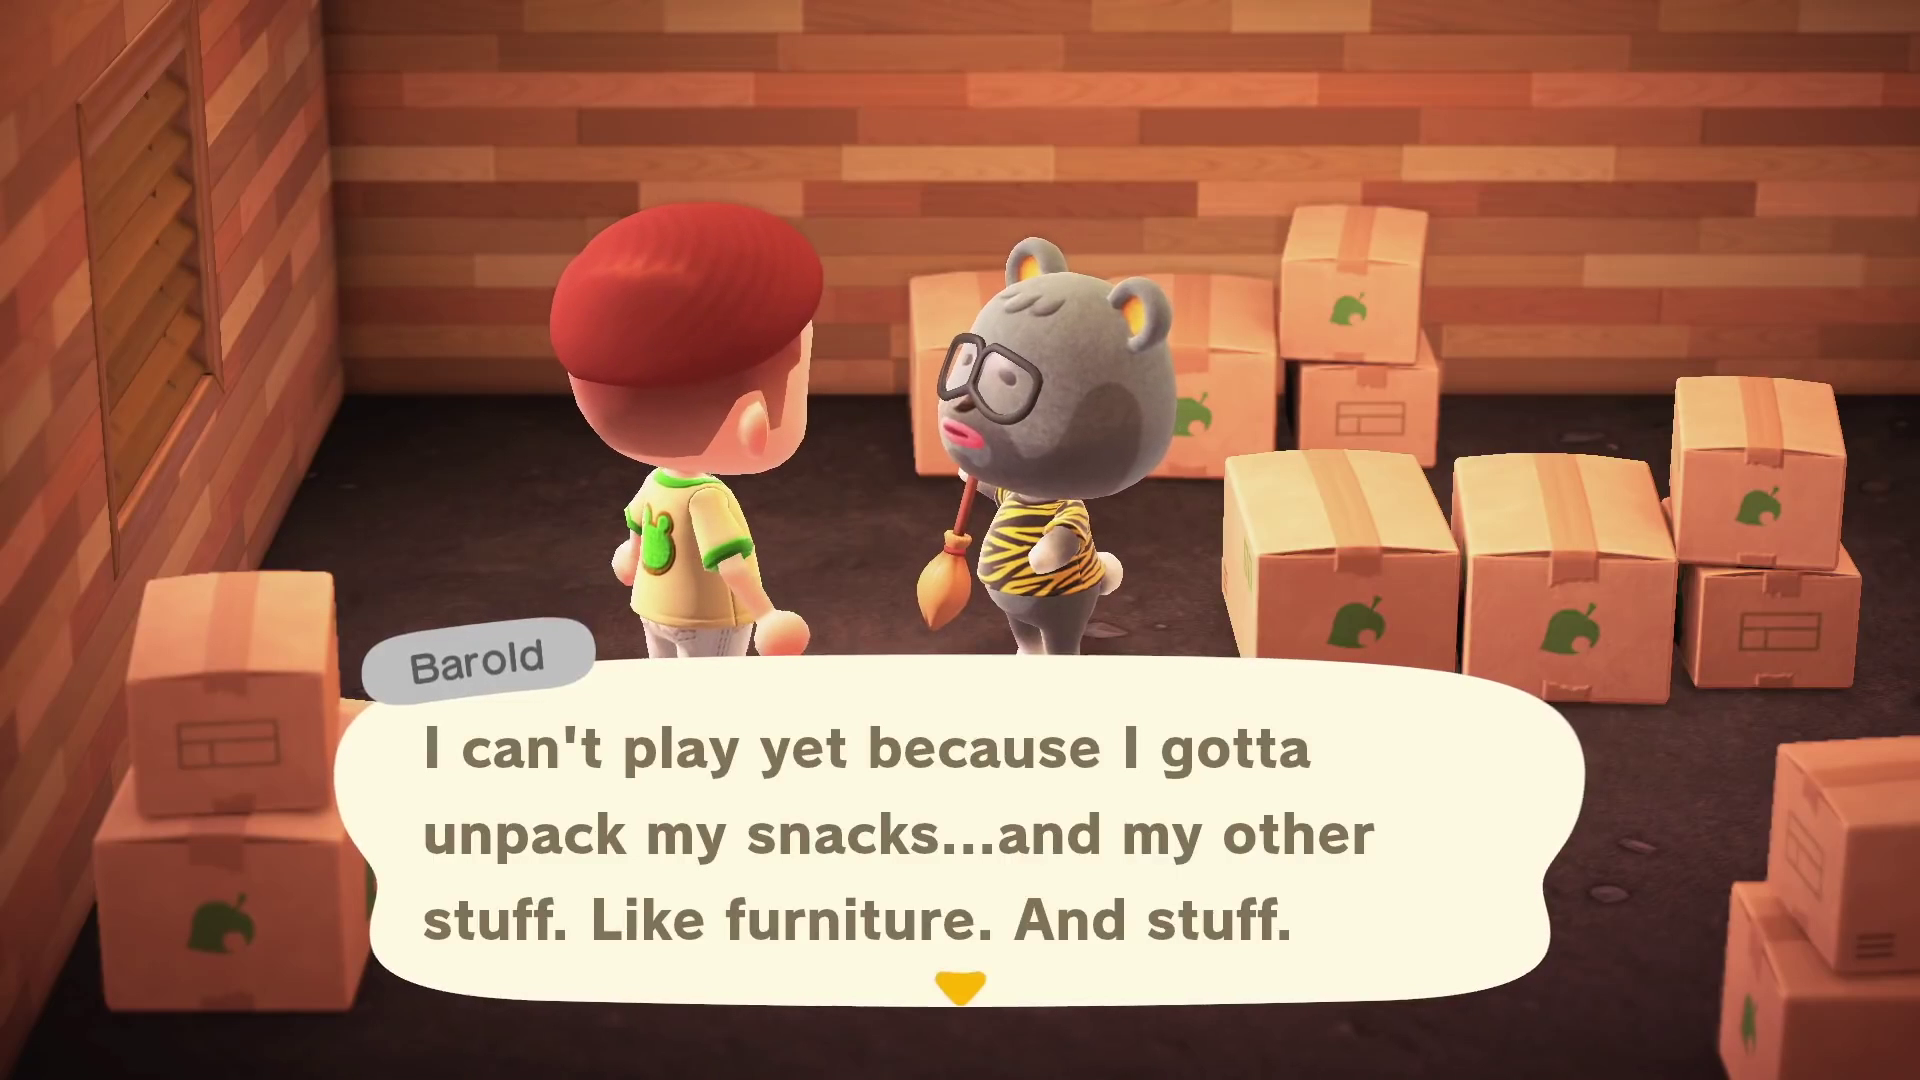 Barold
I can't play yet because I gotta
unpack my snacks...and my other
stuff. Like furniture. And stuff.